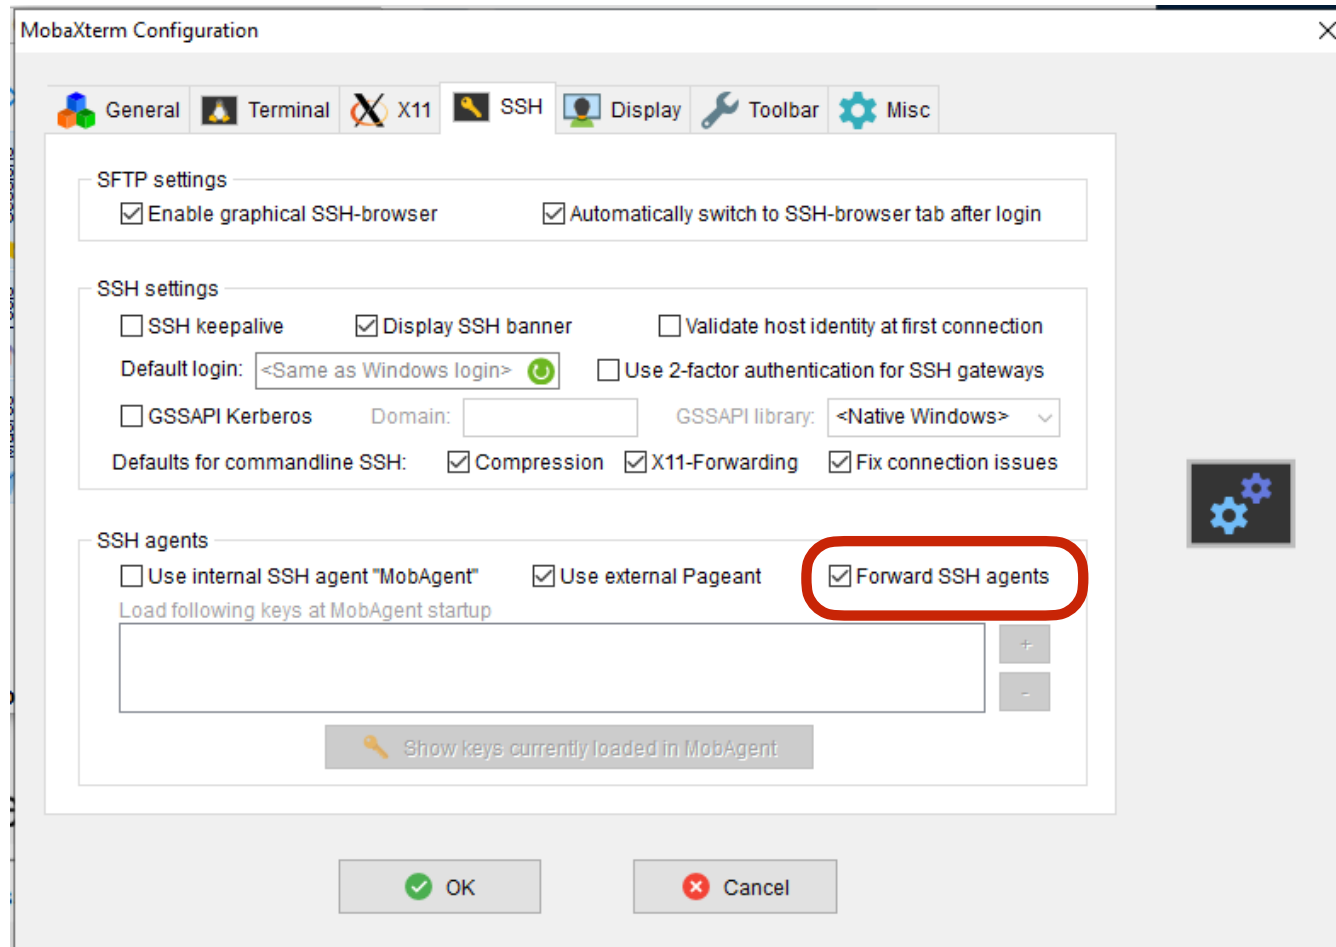 MobaXterm Configuration
General Terminal X11 SSH Display Toolbar Misc
SFTP settings
Enable graphical SSH-browser Automatically switch to SSH-browser tab after login
SSH settings
SSH keepalive Display SSH banner Validate host identity at first connection
Default login: <Same as Windows login> Use 2-factor authentication for SSH gateways
GSSAPI Kerberos Domain: GSSAPI library: <Native Windows>
Defaults for commandline SSH: Compression X11-Forwarding Fix connection issues
SSH agents
Use internal SSH agent "MobAgent" Use external Pageant Forward SSH agents
Load following keys at MobAgent startup
+
-
Show keys currently loaded in MobAgent
OK Cancel